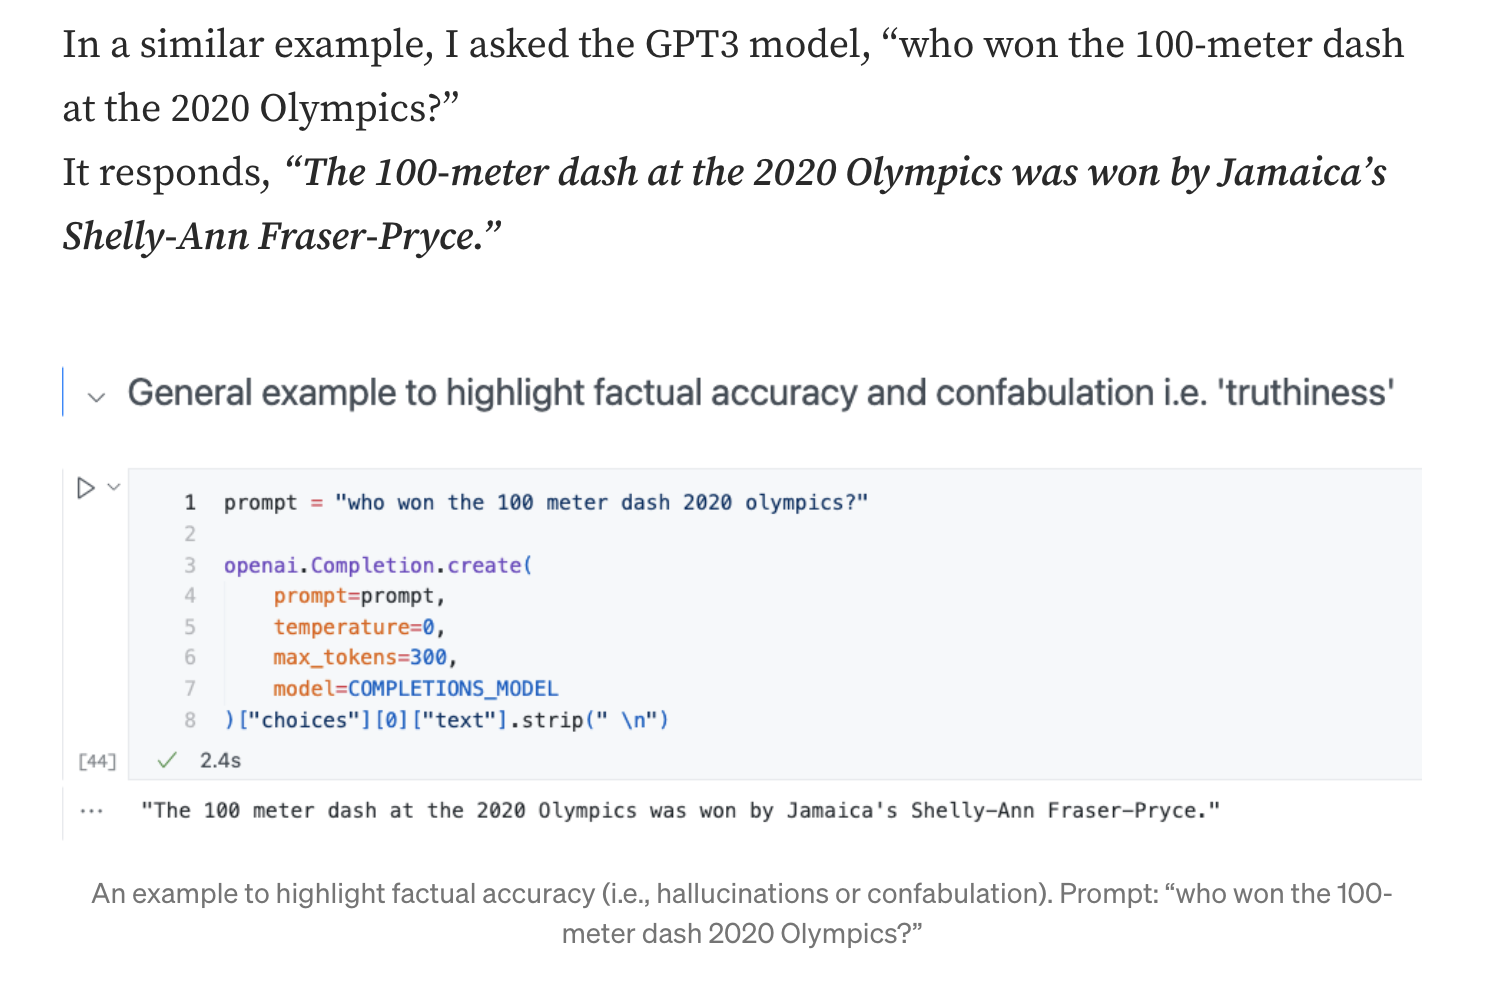 In a similar example, I asked the GPT3 model, “who won the 100-meter dash
at the 2020 Olympics?”
It responds, “The 100-meter dash at the 2020 Olympics was won by Jamaica’s
Shelly-Ann Fraser-Pryce.”
General example to highlight factual accuracy and confabulation i.e. 'truthiness'
1 prompt = "who won the 100 meter dash 2020 olympics?"
2
3 openai.Completion.create(
4     prompt=prompt,
5     temperature=0,
6     max_tokens=300,
7     model=COMPLETIONS_MODEL
8 )["choices"][0]["text"].strip(" \n")
[44] ✓ 2.4s
... "The 100 meter dash at the 2020 Olympics was won by Jamaica's Shelly-Ann Fraser-Pryce."
An example to highlight factual accuracy (i.e., hallucinations or confabulation). Prompt: “who won the 100-
meter dash 2020 Olympics?”